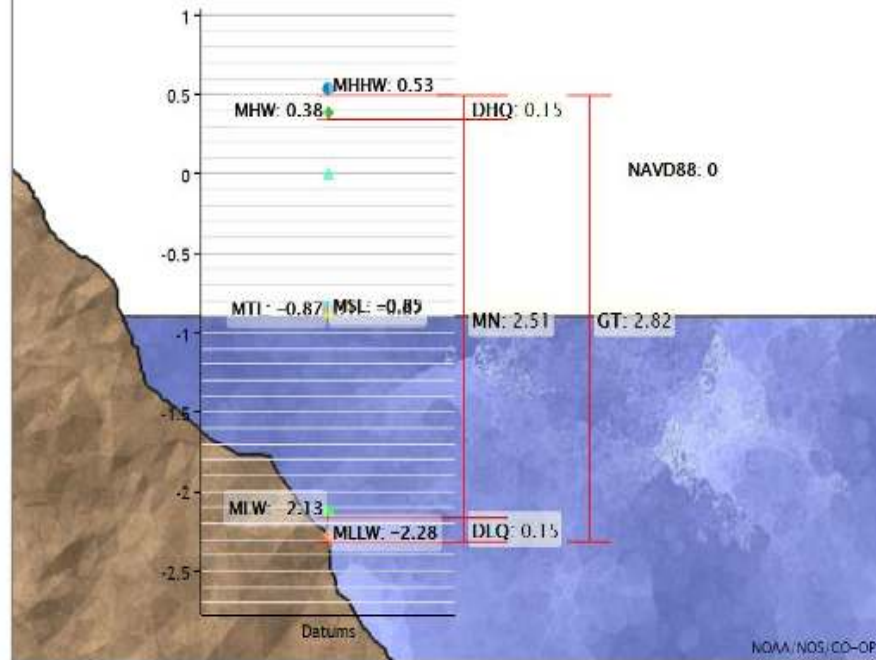 1
0.5
0
-0.5
-1
-1.5
-2
-2.5
MHHW: 0.53
MHW: 0.38
DHQ: 0.15
NAVD88: 0
MTL: -0.87
MSL: -0.85
MN: 2.51
GT: 2.82
MLW: -2.13
MLLW: -2.28
DLQ: 0.15
Datums
NOAA/NOS/CO-OP